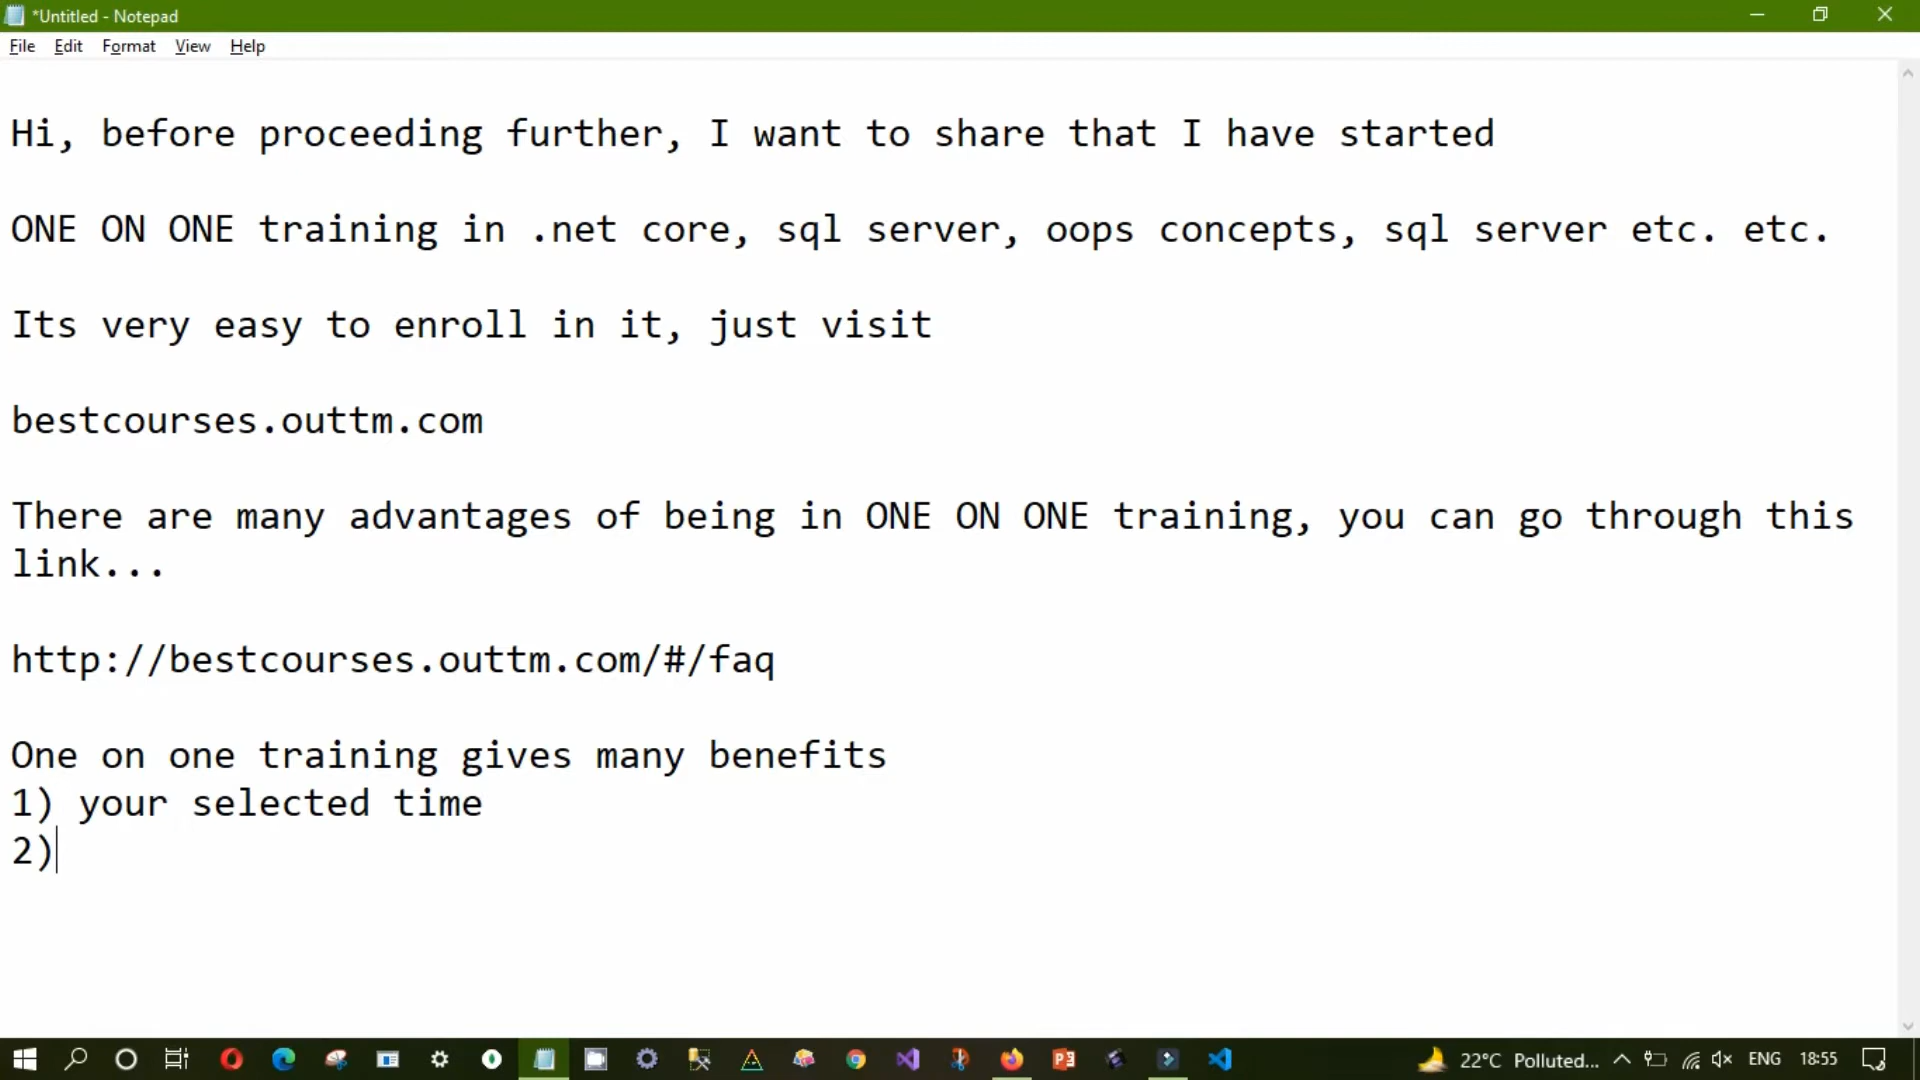 *Untitled - Notepad
File Edit Format View Help
Hi, before proceeding further, I want to share that I have started
ONE ON ONE training in .net core, sql server, oops concepts, sql server etc. etc.
Its very easy to enroll in it, just visit
bestcourses.outtm.com
There are many advantages of being in ONE ON ONE training, you can go through this
link...
http://bestcourses.outtm.com/#/faq
One on one training gives many benefits
1) your selected time
2)
22°C Polluted... ENG 18:55